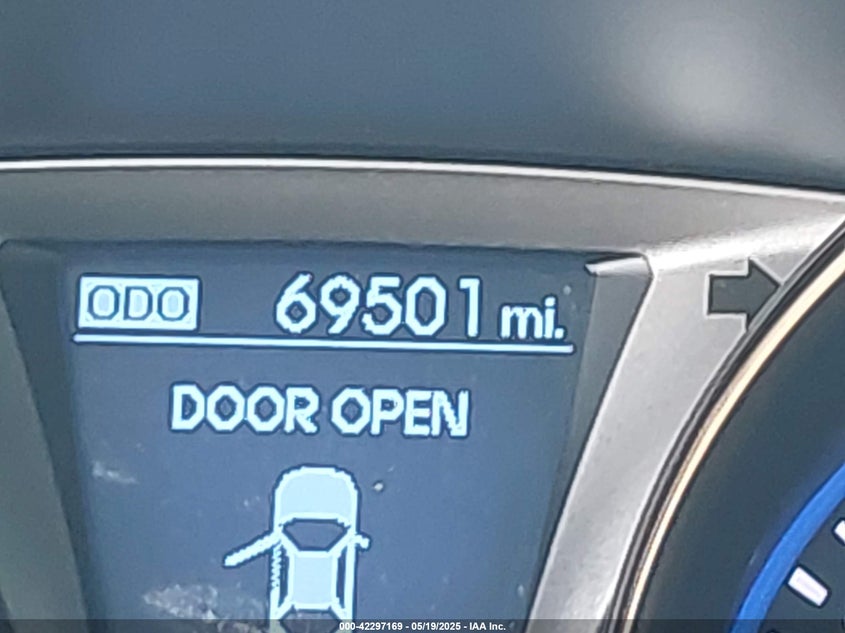 ODO 69501 mi.
DOOR OPEN
000-42297169 - 05/19/2025 - IAA Inc.